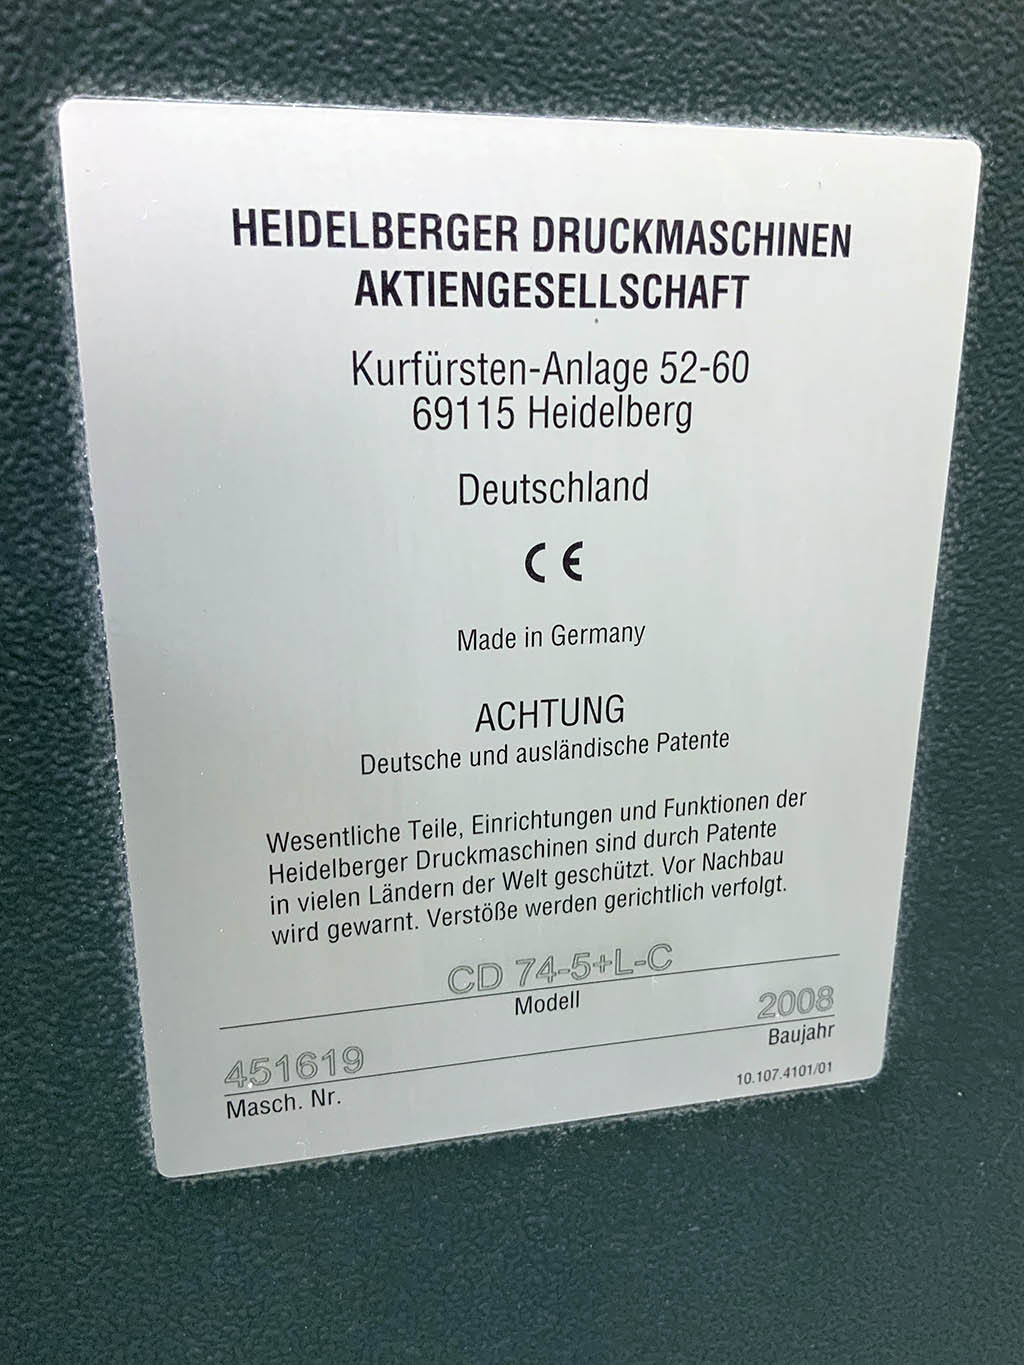 HEIDELBERGER DRUCKMASCHINEN
AKTIENGESELLSCHAFT
Kurfürsten-Anlage 52-60
69115 Heidelberg
Deutschland
CE
Made in Germany
ACHTUNG
Deutsche und ausländische Patente
Wesentliche Teile, Einrichtungen und Funktionen der
Heidelberger Druckmaschinen sind durch Patente
in vielen Ländern der Welt geschützt. Vor Nachbau
wird gewarnt. Verstöße werden gerichtlich verfolgt.
CD 74-5+L-C
Modell
2008
Baujahr
451619
Masch. Nr.
10.107.4101/01